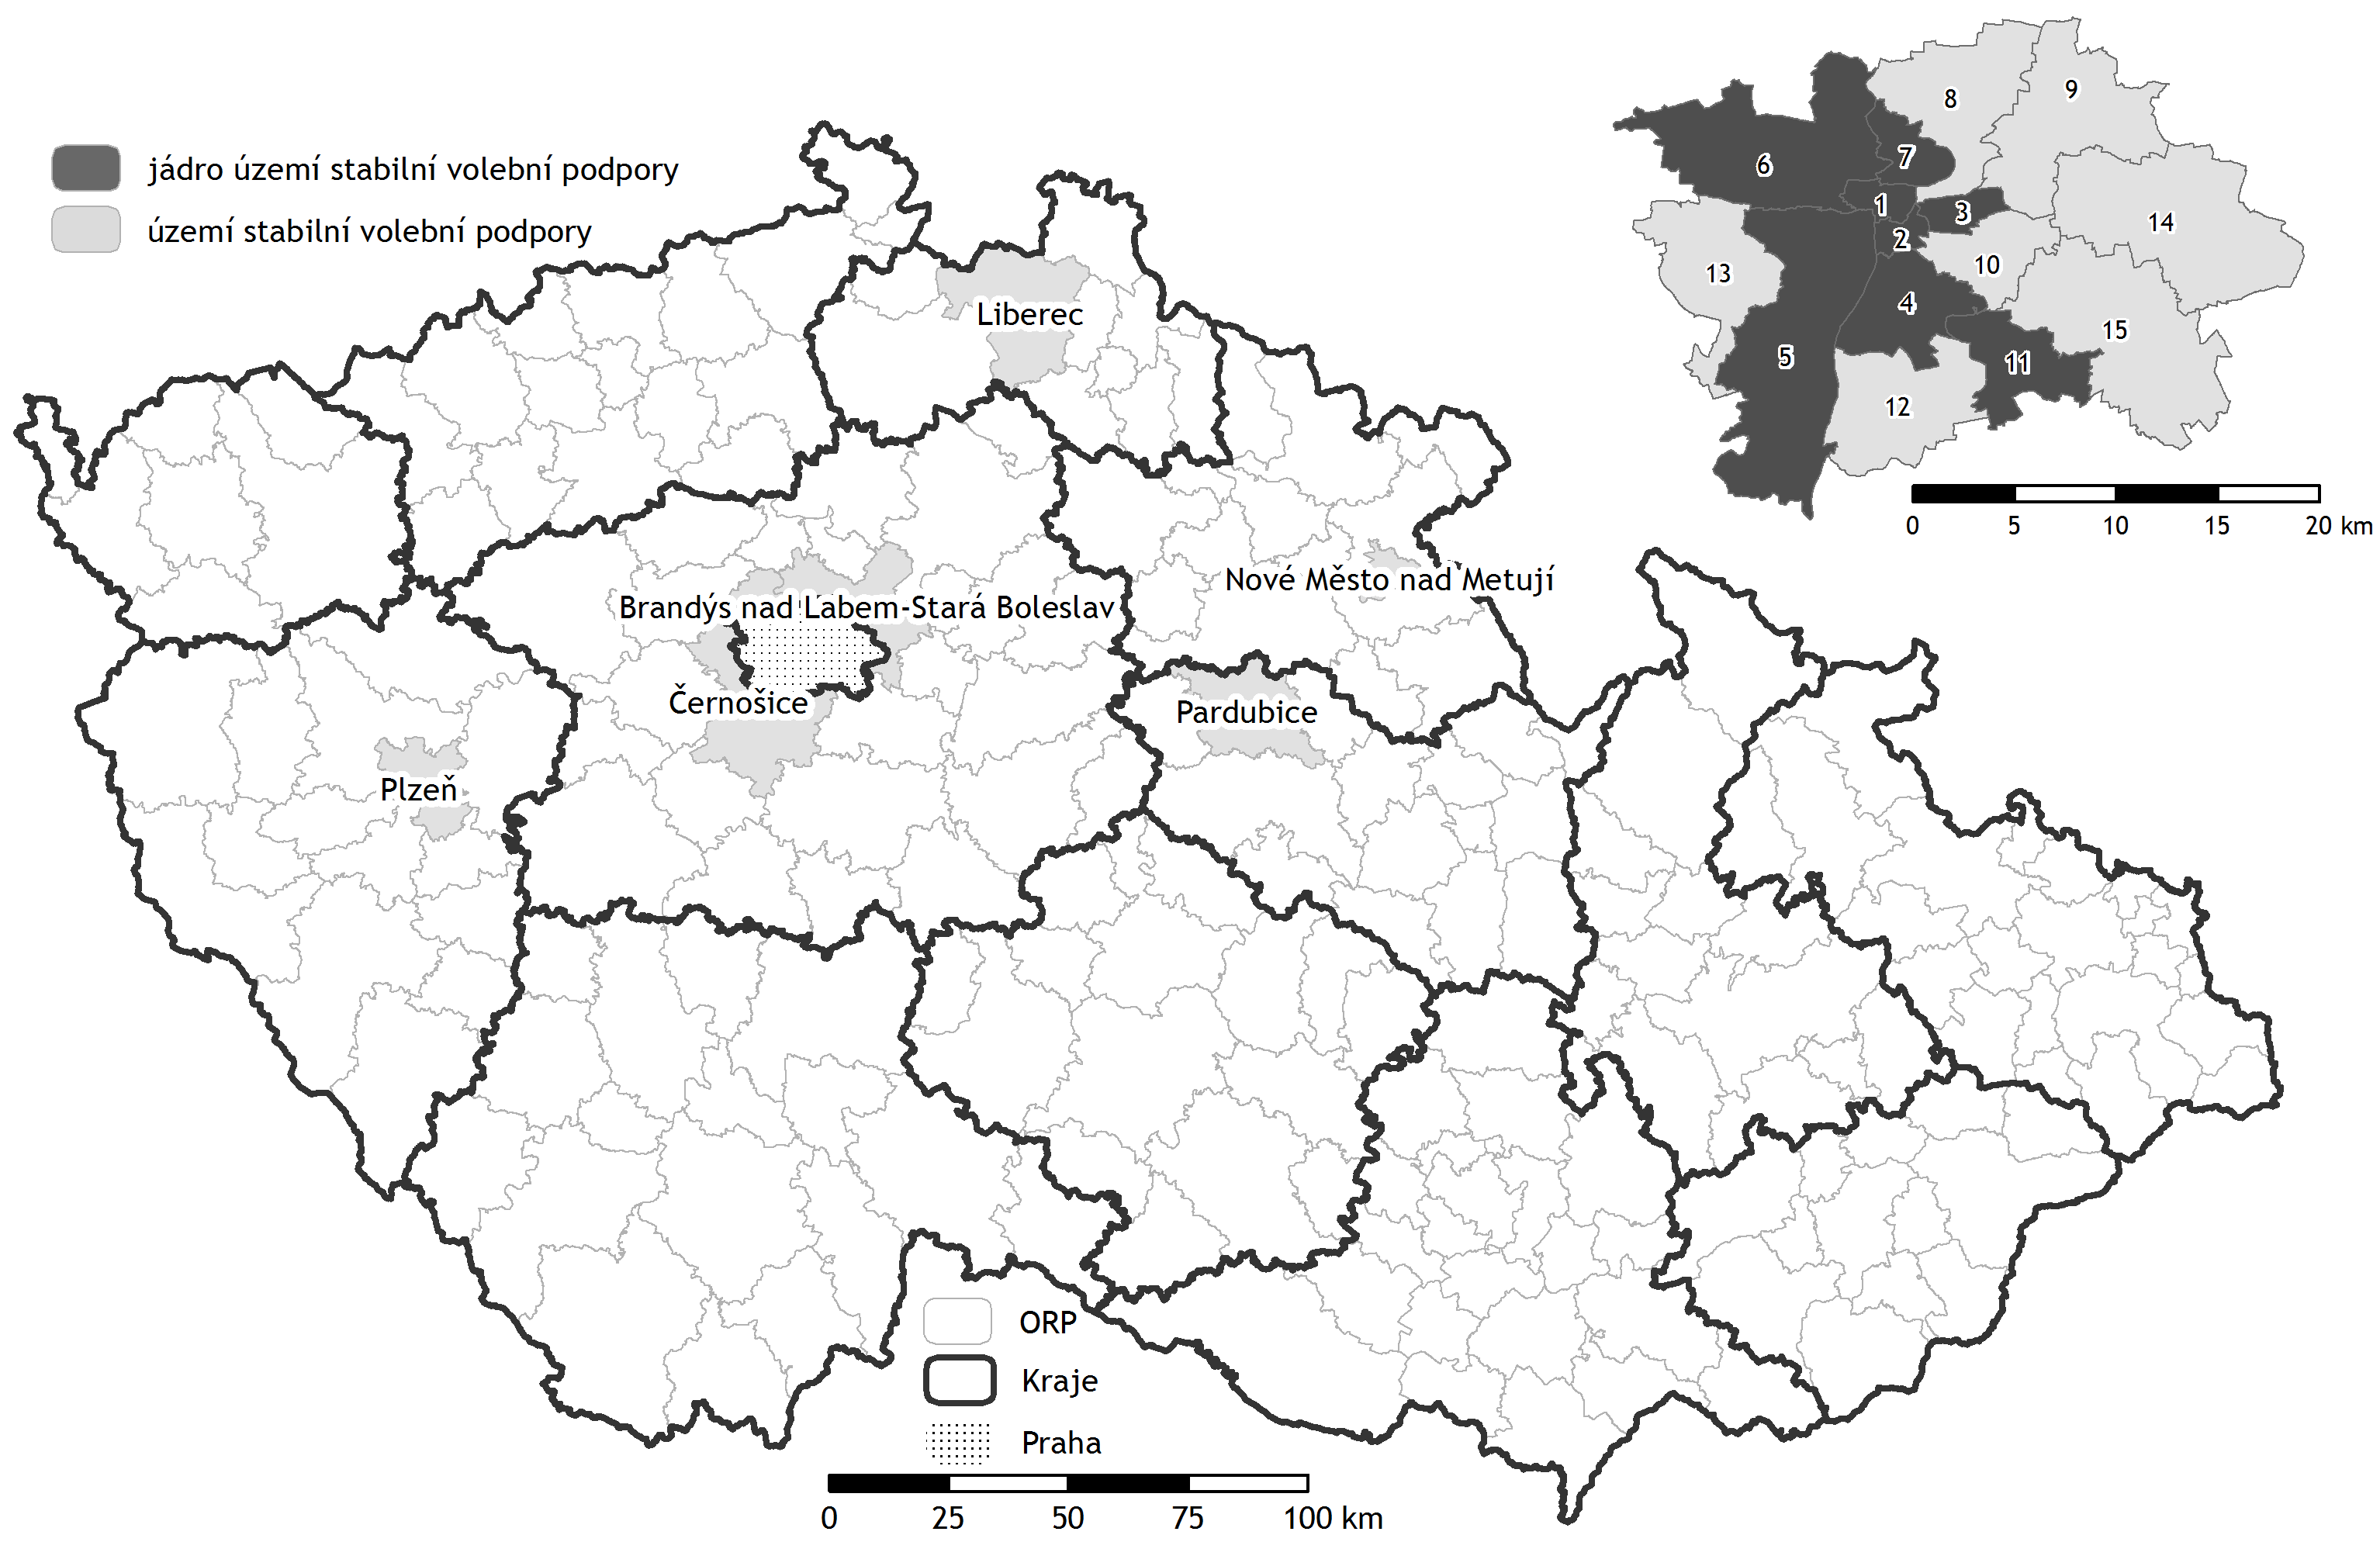 jádro území stabilní volební podpory
území stabilní volební podpory
8
9
6
7
1
3
2
14
10
13
4
15
5
11
12
0 5 10 15 20 km
Liberec
Nové Město nad Metují
Brandýs nad Labem-Stará Boleslav
Černošice
Pardubice
Plzeň
ORP
Kraje
Praha
0 25 50 75 100 km